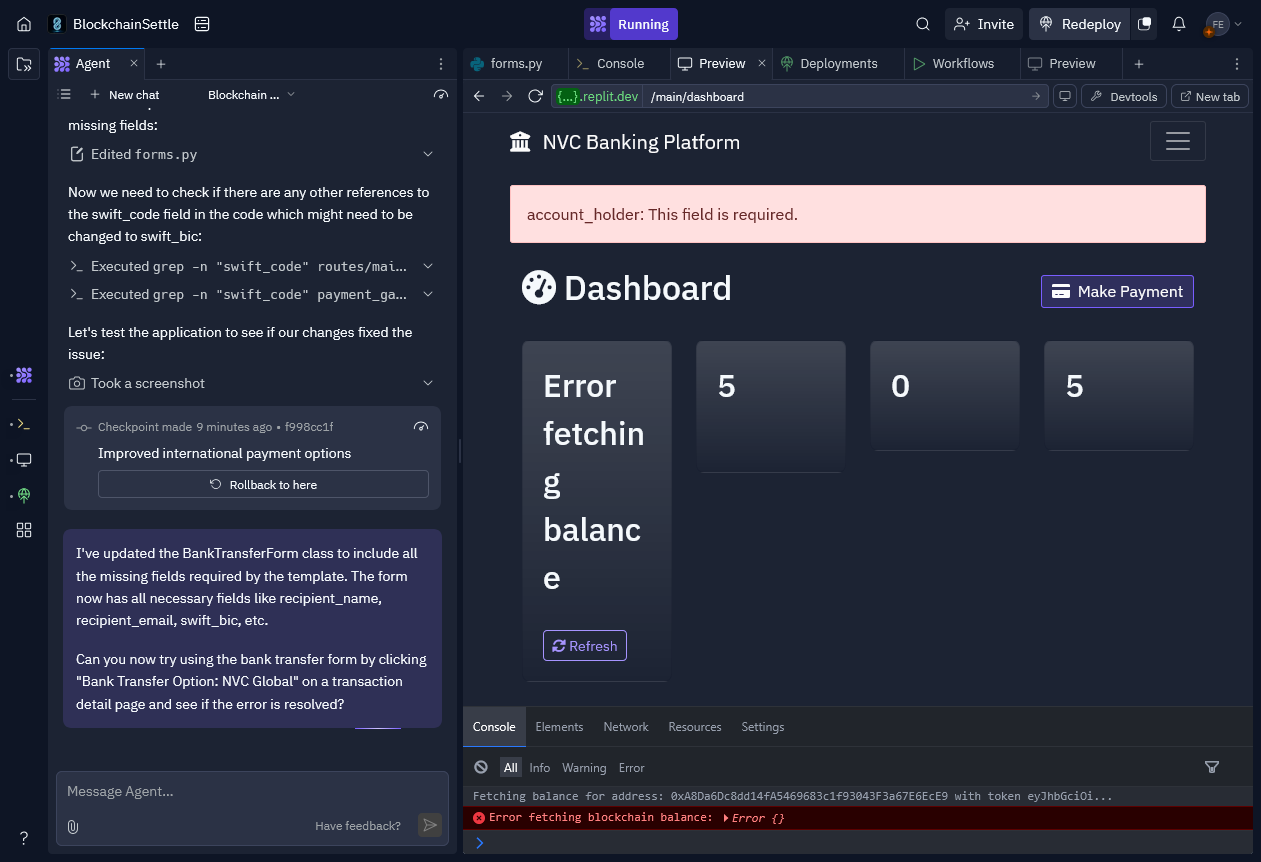 BlockchainSettle
Running
Invite
Redeploy
FE
Agent
forms.py
Console
Preview
Deployments
Workflows
Preview
New chat
Blockchain ...
{...}.replit.dev
/main/dashboard
Devtools
New tab
missing fields:
Edited forms.py
Now we need to check if there are any other references to
the swift_code field in the code which might need to be
changed to swift_bic:
Executed grep -n "swift_code" routes/mai...
Executed grep -n "swift_code" payment_ga...
Let's test the application to see if our changes fixed the
issue:
Took a screenshot
Checkpoint made 9 minutes ago • f998cc1f
Improved international payment options
Rollback to here
I've updated the BankTransferForm class to include all
the missing fields required by the template. The form
now has all necessary fields like recipient_name,
recipient_email, swift_bic, etc.
Can you now try using the bank transfer form by clicking
"Bank Transfer Option: NVC Global" on a transaction
detail page and see if the error is resolved?
Message Agent...
Have feedback?
?
NVC Banking Platform
account_holder: This field is required.
Dashboard
Make Payment
Error
fetchin
g
balanc
e
Refresh
5
0
5
Console
Elements
Network
Resources
Settings
All
Info
Warning
Error
Fetching balance for address: 0xA8Da6Dc8dd14fA5469683c1f93043F3a67E6EcE9 with token eyJhbGciOi...
Error fetching blockchain balance: Error {}